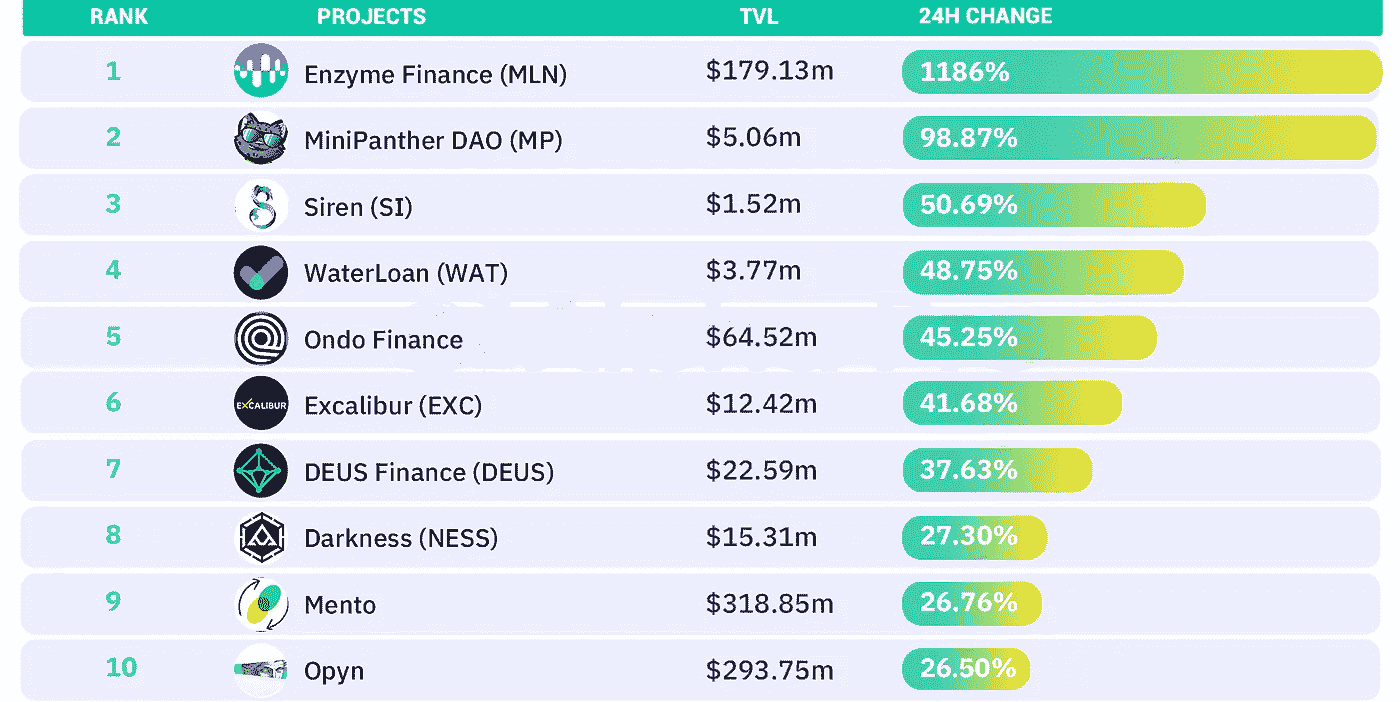 RANK PROJECTS TVL 24H CHANGE
1 Enzyme Finance (MLN) $179.13m 1186%
2 MiniPanther DAO (MP) $5.06m 98.87%
3 Siren (SI) $1.52m 50.69%
4 WaterLoan (WAT) $3.77m 48.75%
5 Ondo Finance $64.52m 45.25%
6 EXCALIBUR Excalibur (EXC) $12.42m 41.68%
7 DEUS Finance (DEUS) $22.59m 37.63%
8 Darkness (NESS) $15.31m 27.30%
9 Mento $318.85m 26.76%
10 Opyn $293.75m 26.50%